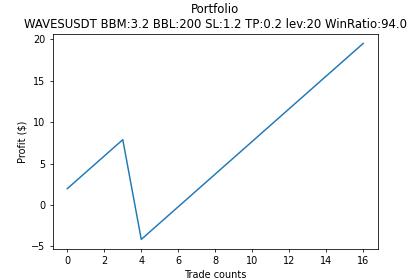 Portfolio
WAVESUSDT BBM:3.2 BBL:200 SL:1.2 TP:0.2 lev:20 WinRatio:94.0
20
15
10
5
0
−5
Profit ($)
0 2 4 6 8 10 12 14 16
Trade counts